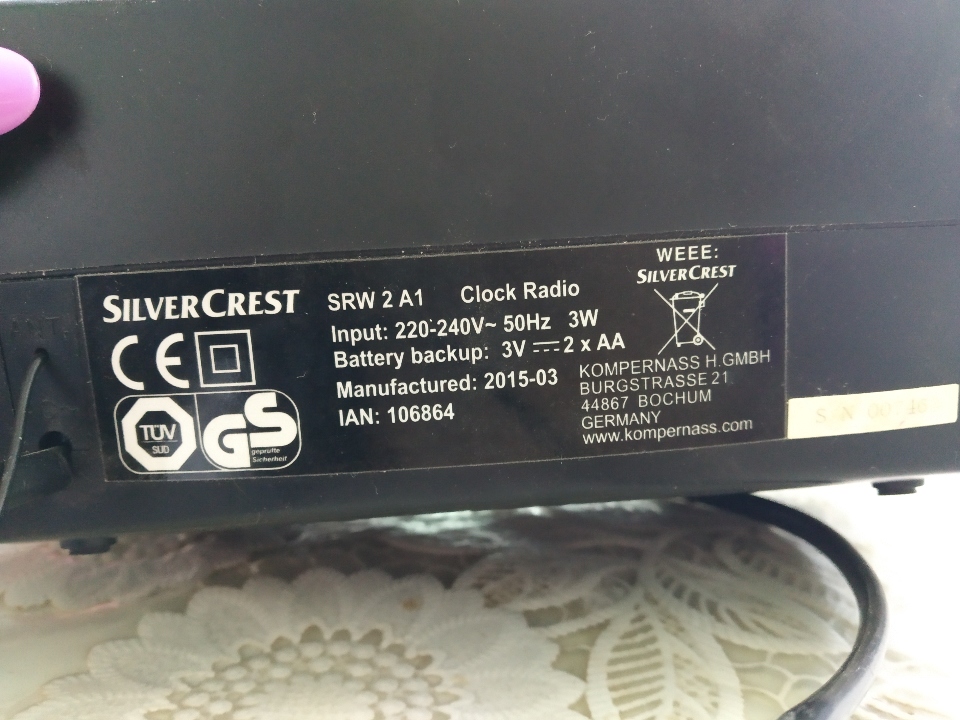 SILVERCREST
SRW 2 A1 Clock Radio
Input: 220-240V~ 50Hz 3W
Battery backup: 3V 2 x AA
Manufactured: 2015-03
IAN: 106864
TÜV
SÜD
GS
geprüfte
Sicherheit
WEEE:
SILVERCREST
KOMPERNASS H.GMBH
BURGSTRASSE 21
44867 BOCHUM
GERMANY
www.kompernass.com
S N